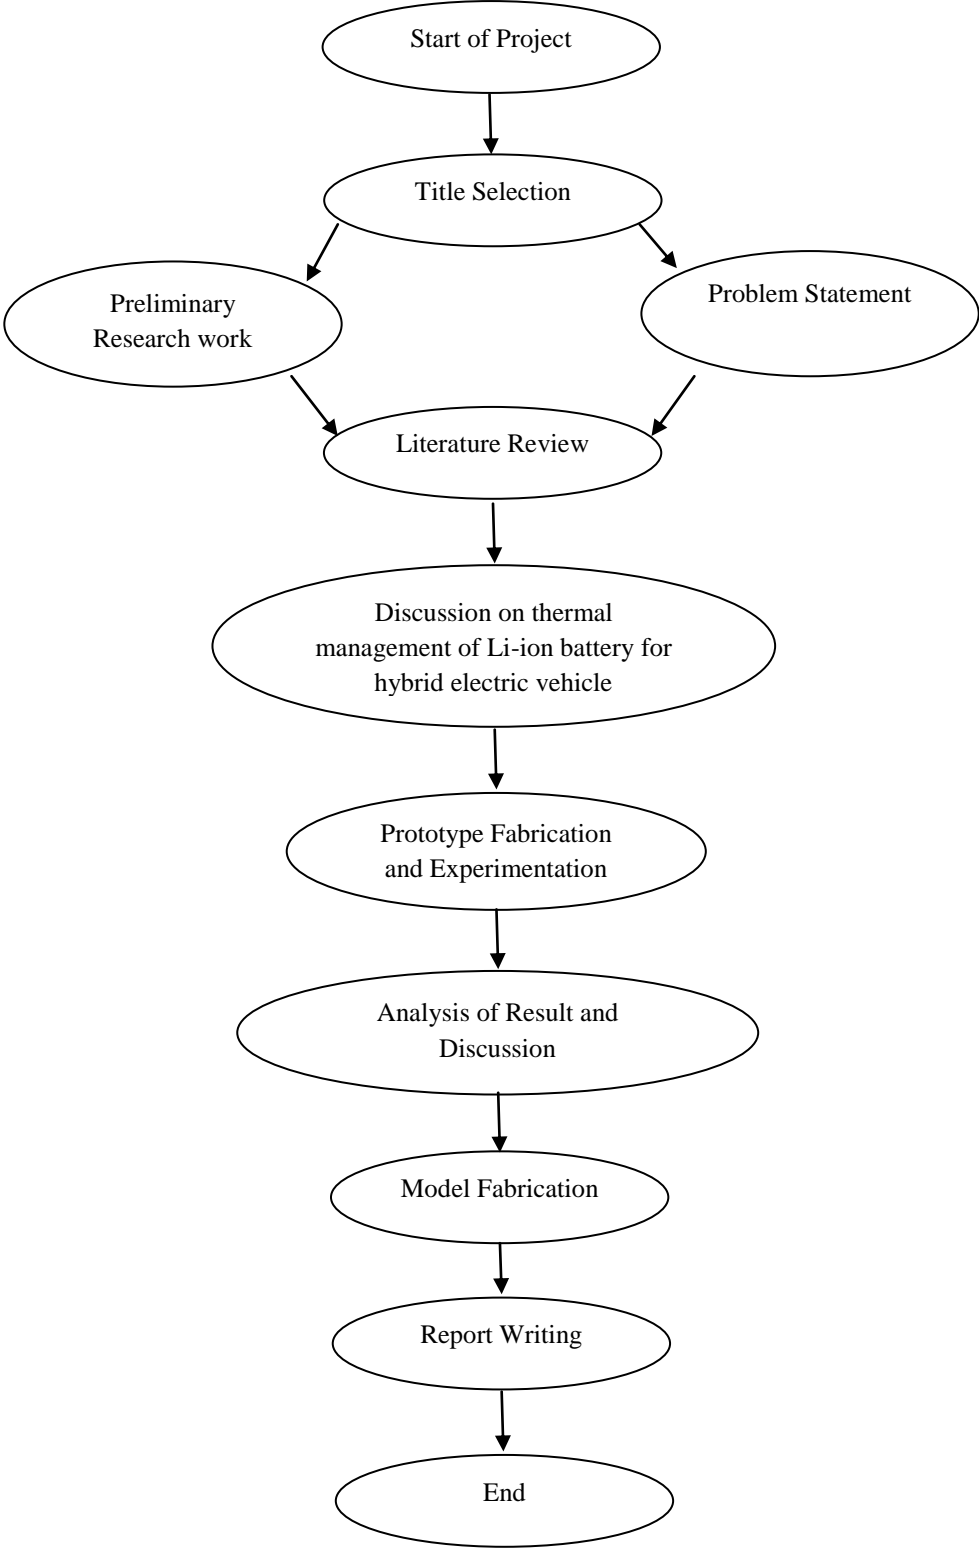 Start of Project
Title Selection
Preliminary
Research work
Problem Statement
Literature Review
Discussion on thermal
management of Li-ion battery for
hybrid electric vehicle
Prototype Fabrication
and Experimentation
Analysis of Result and
Discussion
Model Fabrication
Report Writing
End